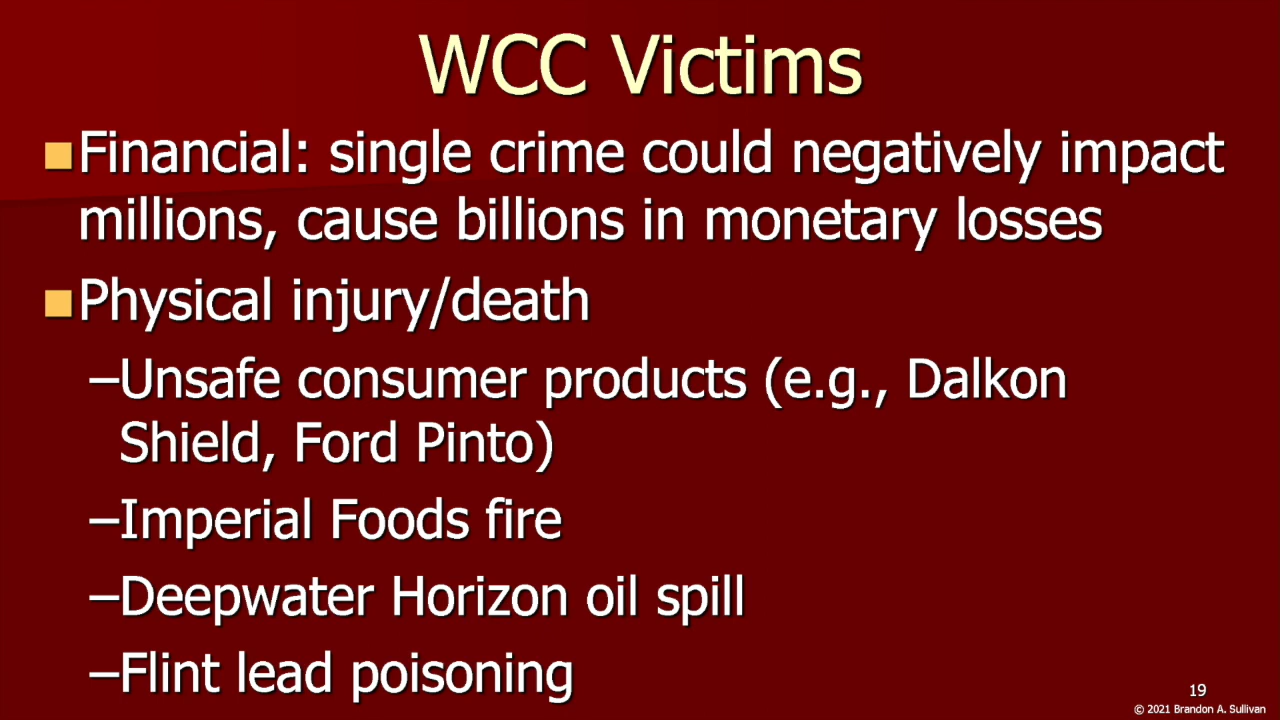 WCC Victims
Financial: single crime could negatively impact
millions, cause billions in monetary losses
Physical injury/death
–Unsafe consumer products (e.g., Dalkon
Shield, Ford Pinto)
–Imperial Foods fire
–Deepwater Horizon oil spill
–Flint lead poisoning
19
© 2021 Brandon A. Sullivan